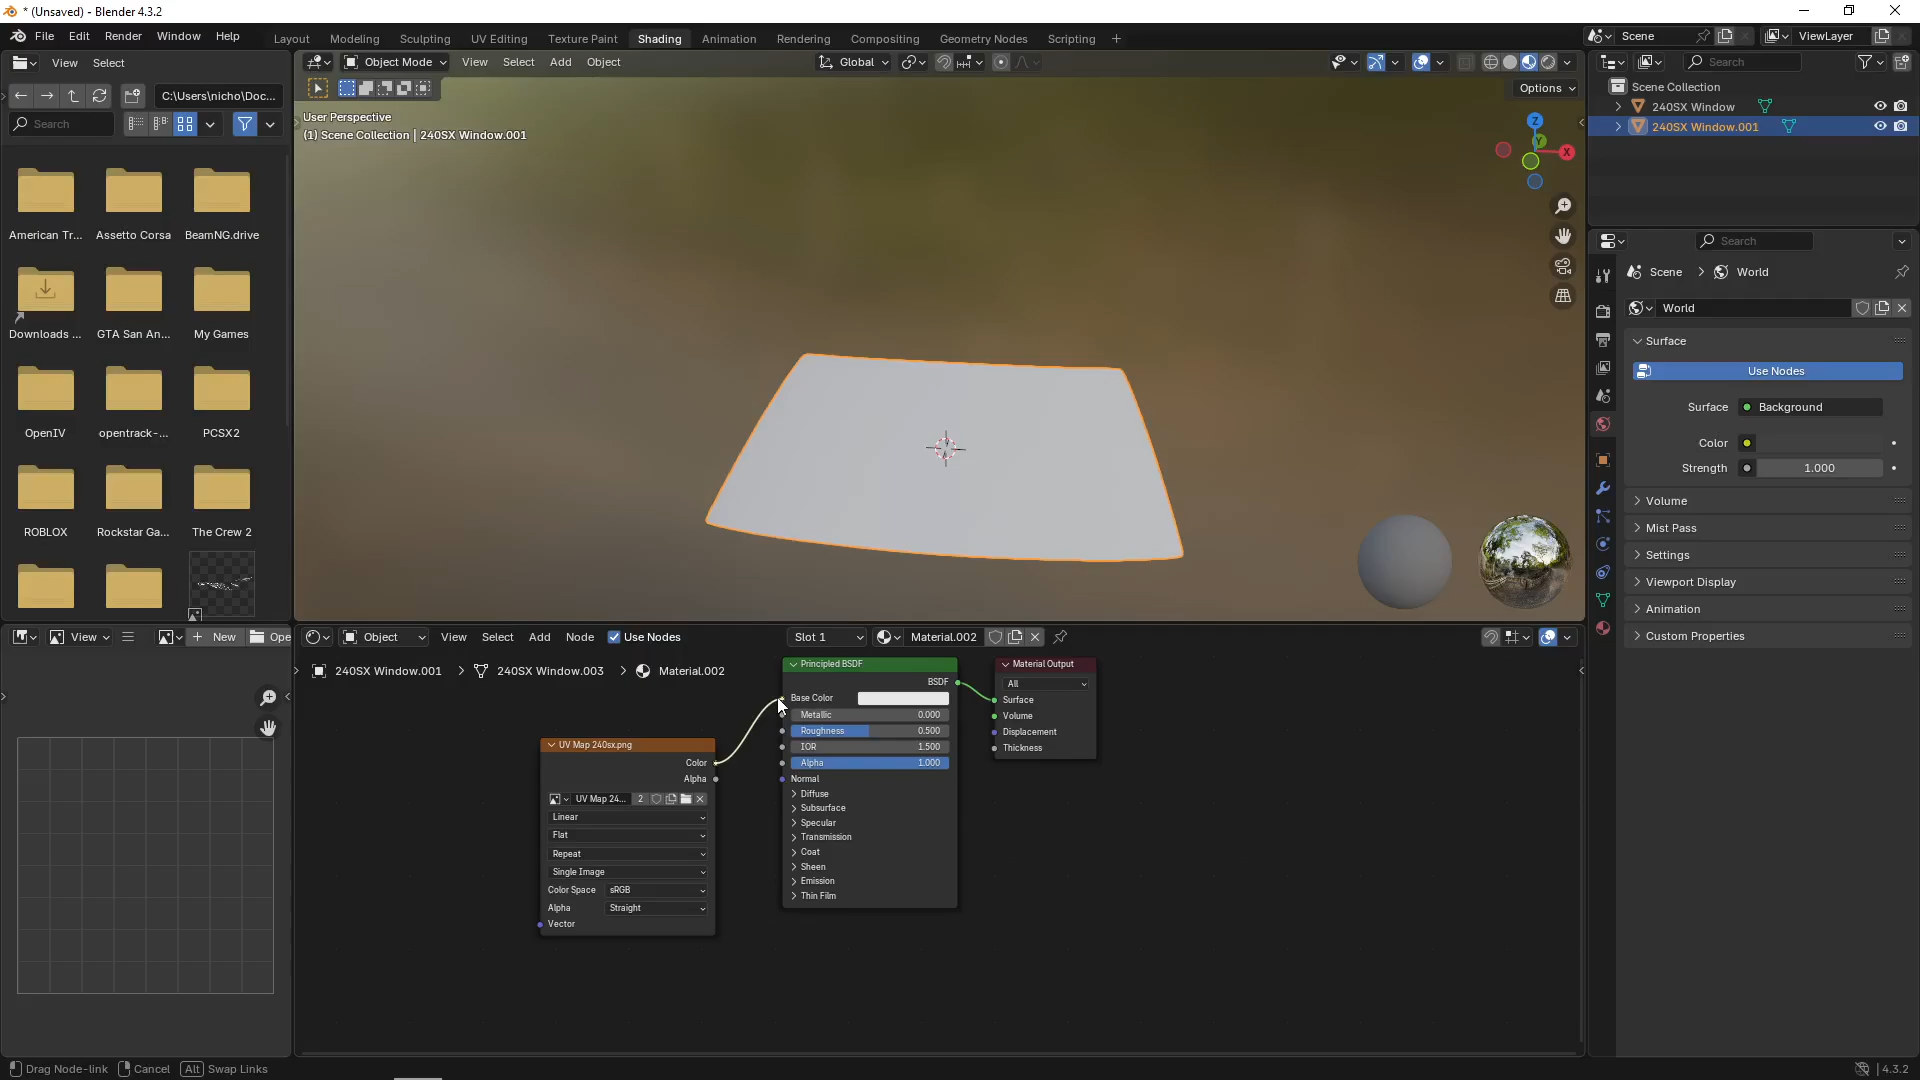 * (Unsaved) - Blender 4.3.2
File Edit Render Window Help
Layout Modeling Sculpting UV Editing Texture Paint Shading Animation Rendering Compositing Geometry Nodes Scripting +
Scene
ViewLayer
View Select
C:\Users\nicho\Doc...
Search
American Tr... Assetto Corsa BeamNG.drive
Downloads ... GTA San An... My Games
OpenIV opentrack-... PCSX2
ROBLOX Rockstar Ga... The Crew 2
Object Mode View Select Add Object
Global
Options
User Perspective
(1) Scene Collection | 240SX Window.001
Z
Y
X
Search
Scene Collection
240SX Window
240SX Window.001
Search
Scene > World
World
Surface
Use Nodes
Surface Background
Color
Strength 1.000
Volume
Mist Pass
Settings
Viewport Display
Animation
Custom Properties
View
New
Ope
Object View Select Add Node Use Nodes
Slot 1
Material.002
240SX Window.001 > 240SX Window.003 > Material.002
UV Map 240sx.png
Color
Alpha
UV Map 24... 2
Linear
Flat
Repeat
Single Image
Color Space sRGB
Alpha Straight
Vector
Principled BSDF
BSDF
Base Color
Metallic 0.000
Roughness 0.500
IOR 1.500
Alpha 1.000
Normal
Diffuse
Subsurface
Specular
Transmission
Coat
Sheen
Emission
Thin Film
Material Output
All
Surface
Volume
Displacement
Thickness
Drag Node-link Cancel Alt Swap Links
4.3.2